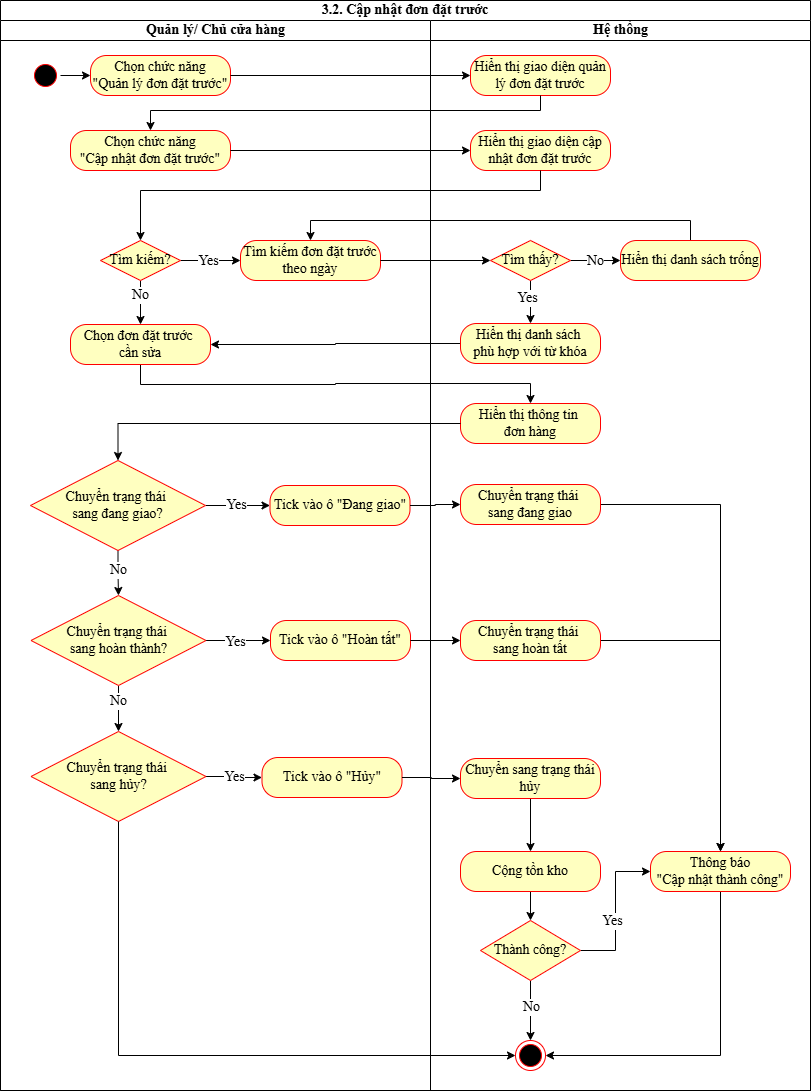 3.2. Cập nhật đơn đặt trước
Quản lý/ Chủ cửa hàng
Hệ thống
Chọn chức năng
"Quản lý đơn đặt trước"
Hiển thị giao diện quản
lý đơn đặt trước
Chọn chức năng
"Cập nhật đơn đặt trước"
Hiển thị giao diện cập
nhật đơn đặt trước
Tìm kiếm?
Yes
Tìm kiếm đơn đặt trước
theo ngày
Tìm thấy?
No
Hiển thị danh sách trống
No
Yes
Chọn đơn đặt trước
cần sửa
Hiển thị danh sách
phù hợp với từ khóa
Hiển thị thông tin
đơn hàng
Chuyển trạng thái
sang đang giao?
Yes
Tick vào ô "Đang giao"
Chuyển trạng thái
sang đang giao
No
Chuyển trạng thái
sang hoàn thành?
Yes
Tick vào ô "Hoàn tất"
Chuyển trạng thái
sang hoàn tất
No
Chuyển trạng thái
sang hủy?
Yes
Tick vào ô "Hủy"
Chuyển sang trạng thái
hủy
Cộng tồn kho
Thông báo
"Cập nhật thành công"
Yes
Thành công?
No